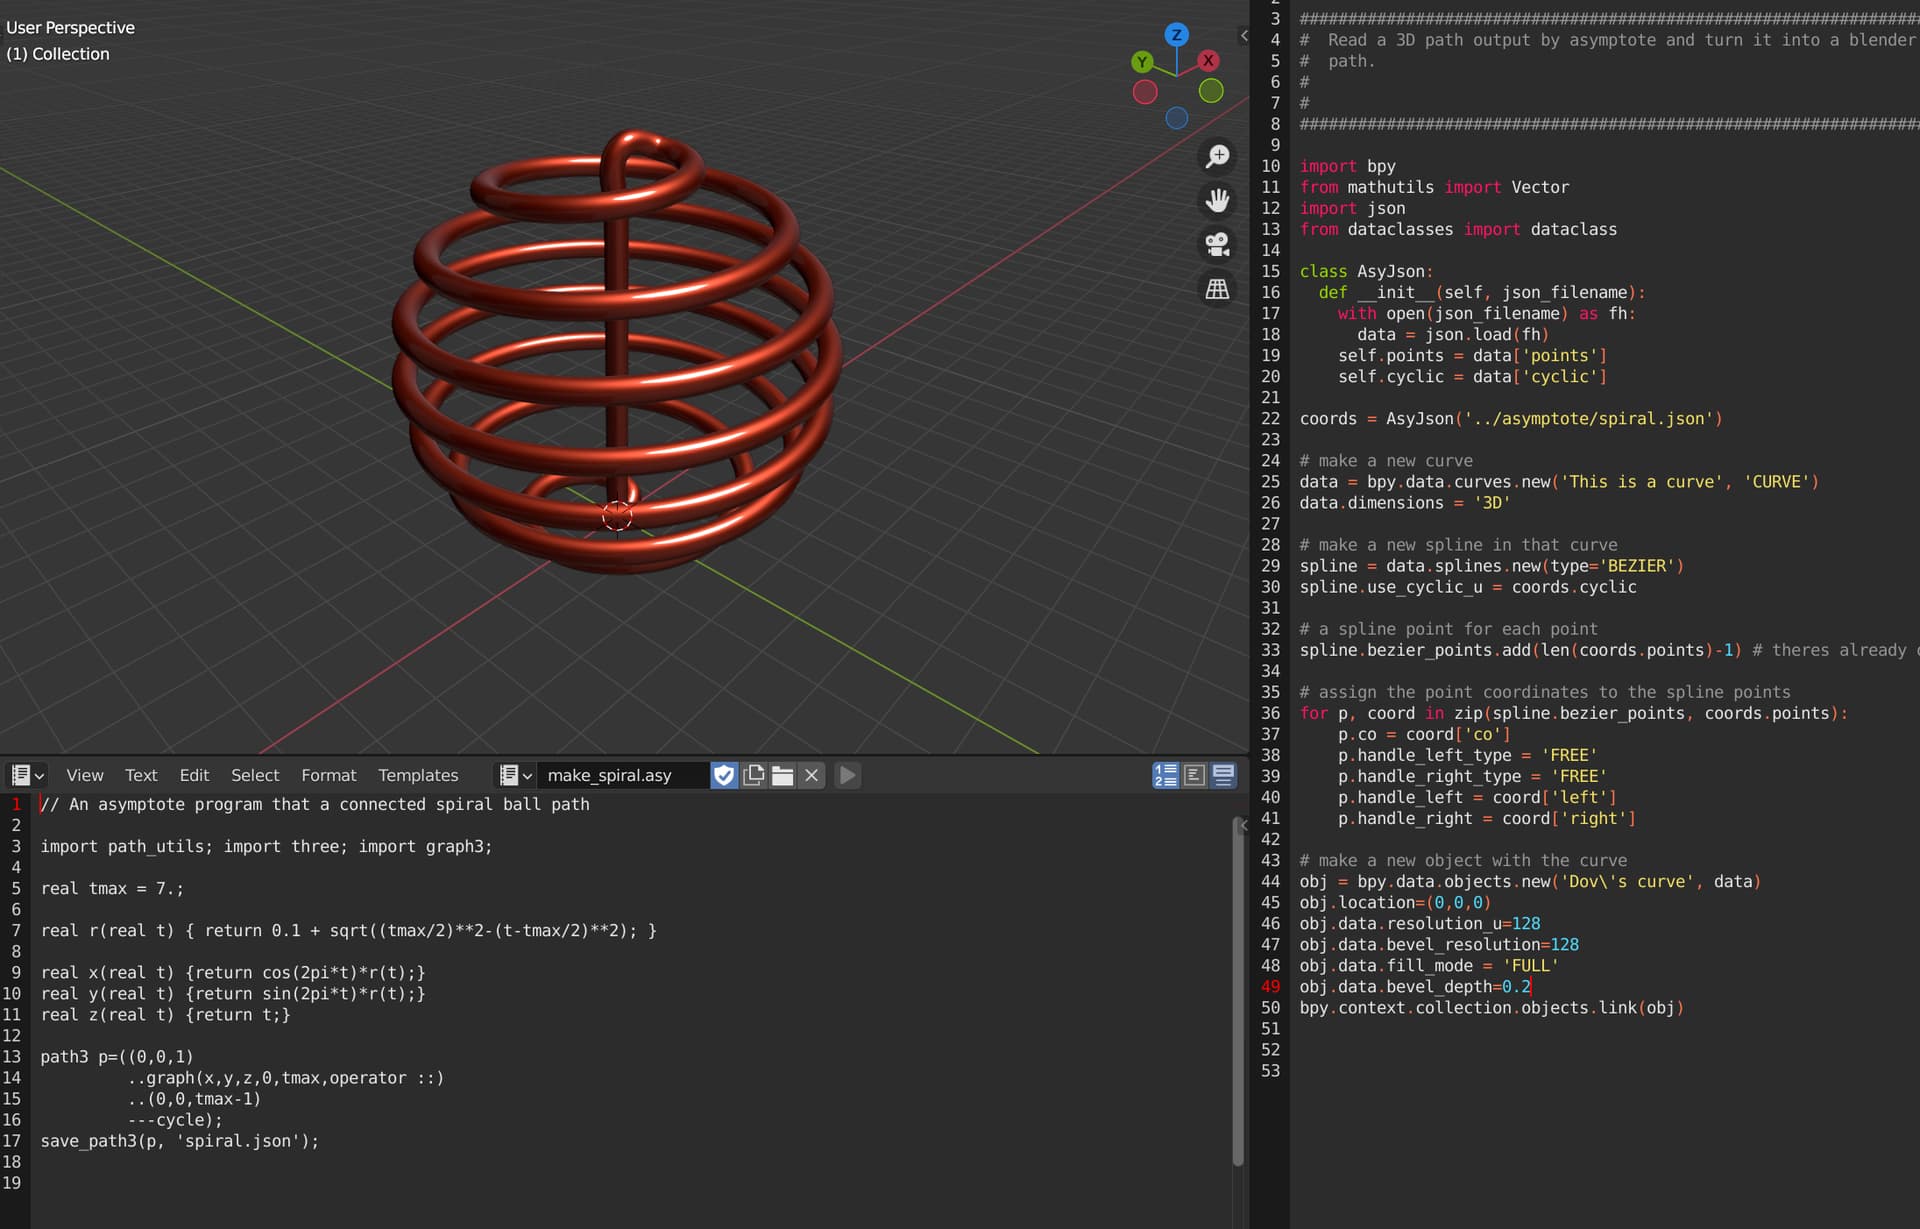 User Perspective
(1) Collection
Z
Y
X
View Text Edit Select Format Templates
make_spiral.asy
1 // An asymptote program that a connected spiral ball path
2
3 import path_utils; import three; import graph3;
4
5 real tmax = 7.;
6
7 real r(real t) { return 0.1 + sqrt((tmax/2)**2-(t-tmax/2)**2); }
8
9 real x(real t) {return cos(2pi*t)*r(t);}
10 real y(real t) {return sin(2pi*t)*r(t);}
11 real z(real t) {return t;}
12
13 path3 p=((0,0,1)
14 ..graph(x,y,z,0,tmax,operator ::)
15 ..(0,0,tmax-1)
16 ---cycle);
17 save_path3(p, 'spiral.json');
18
19
3 ################################################################
4 #  Read a 3D path output by asymptote and turn it into a blender
5 #  path.
6 #
7 #
8 ################################################################
9
10 import bpy
11 from mathutils import Vector
12 import json
13 from dataclasses import dataclass
14
15 class AsyJson:
16   def __init__(self, json_filename):
17     with open(json_filename) as fh:
18       data = json.load(fh)
19     self.points = data['points']
20     self.cyclic = data['cyclic']
21
22 coords = AsyJson('../asymptote/spiral.json')
23
24 # make a new curve
25 data = bpy.data.curves.new('This is a curve', 'CURVE')
26 data.dimensions = '3D'
27
28 # make a new spline in that curve
29 spline = data.splines.new(type='BEZIER')
30 spline.use_cyclic_u = coords.cyclic
31
32 # a spline point for each point
33 spline.bezier_points.add(len(coords.points)-1) # theres already
34
35 # assign the point coordinates to the spline points
36 for p, coord in zip(spline.bezier_points, coords.points):
37     p.co = coord['co']
38     p.handle_left_type = 'FREE'
39     p.handle_right_type = 'FREE'
40     p.handle_left = coord['left']
41     p.handle_right = coord['right']
42
43 # make a new object with the curve
44 obj = bpy.data.objects.new('Dov\'s curve', data)
45 obj.location=(0,0,0)
46 obj.data.resolution_u=128
47 obj.data.bevel_resolution=128
48 obj.data.fill_mode = 'FULL'
49 obj.data.bevel_depth=0.2
50 bpy.context.collection.objects.link(obj)
51
52
53